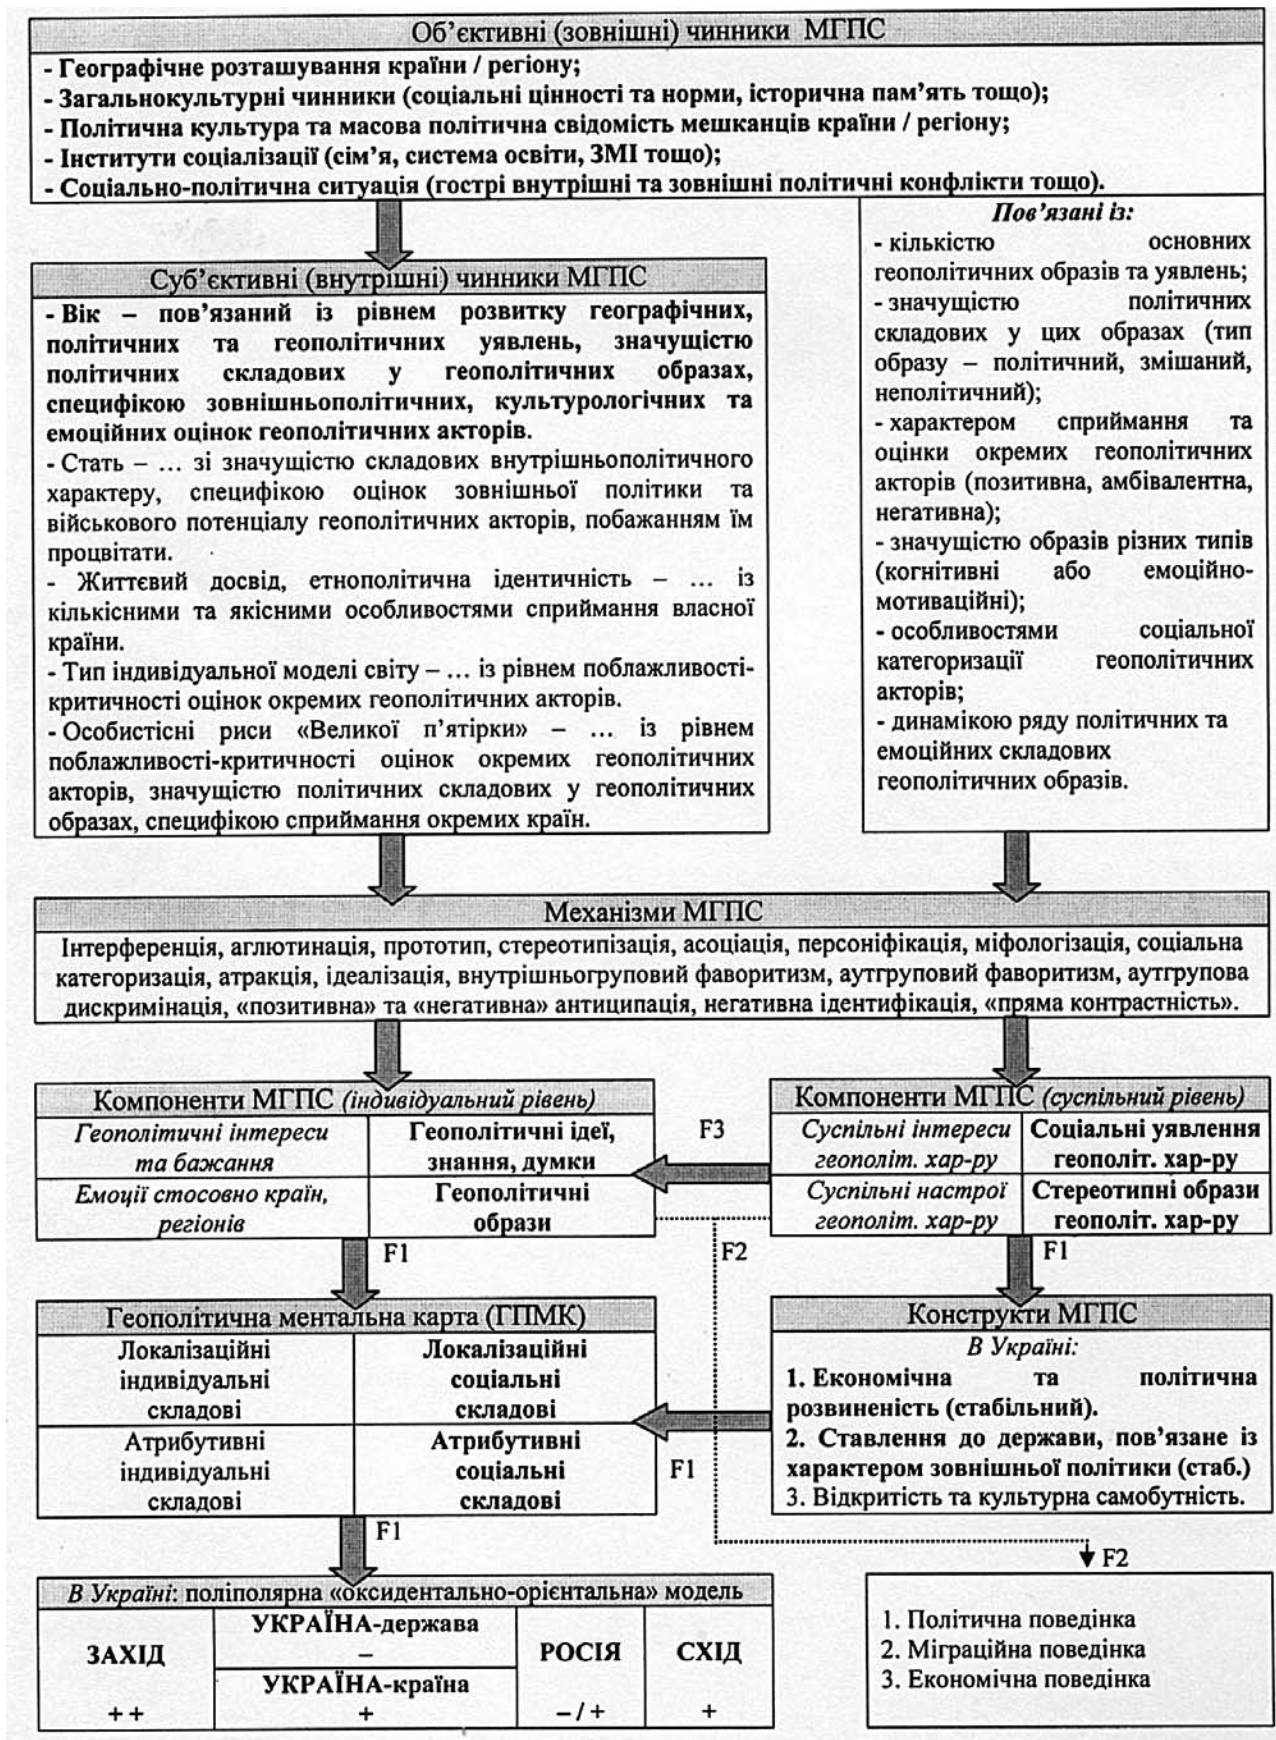 Об’єктивні (зовнішні) чинники МГПС
- Географічне розташування країни / регіону;
- Загальнокультурні чинники (соціальні цінності та норми, історична пам’ять тощо);
- Політична культура та масова політична свідомість мешканців країни / регіону;
- Інститути соціалізації (сім’я, система освіти, ЗМІ тощо);
- Соціально-політична ситуація (гострі внутрішні та зовнішні політичні конфлікти тощо).
Суб’єктивні (внутрішні) чинники МГПС
- Вік – пов’язаний із рівнем розвитку географічних,
політичних та геополітичних уявлень, значущістю
політичних складових у геополітичних образах,
специфікою зовнішньополітичних, культурологічних та
емоційних оцінок геополітичних акторів.
- Стать – … зі значущістю складових внутрішньополітичного
характеру, специфікою оцінок зовнішньої політики та
військового потенціалу геополітичних акторів, побажанням їм
процвітати.
- Життєвий досвід, етнополітична ідентичність – … із
кількісними та якісними особливостями сприймання власної
країни.
- Тип індивідуальної моделі світу – … із рівнем поблажливості-
критичності оцінок окремих геополітичних акторів.
- Особистісні риси «Великої п’ятірки» – … із рівнем
поблажливості-критичності оцінок окремих геополітичних
акторів, значущістю політичних складових у геополітичних
образах, специфікою сприймання окремих країн.
Пов’язані із:
- кількістю основних
геополітичних образів та уявлень;
- значущістю політичних
складових у цих образах (тип
образу – політичний, змішаний,
неполітичний);
- характером сприймання та
оцінки окремих геополітичних
акторів (позитивна, амбівалентна,
негативна);
- значущістю образів різних типів
(когнітивні або емоційно-
мотиваційні);
- особливостями соціальної
категоризації геополітичних
акторів;
- динамікою ряду політичних та
емоційних складових
геополітичних образів.
Механізми МГПС
Інтерференція, аглютинація, прототип, стереотипізація, асоціація, персоніфікація, міфологізація, соціальна
категоризація, атракція, ідеалізація, внутрішньогруповий фаворитизм, аутгруповий фаворитизм, аутгрупова
дискримінація, «позитивна» та «негативна» антиципація, негативна ідентифікація, «пряма контрастність».
Компоненти МГПС (індивідуальний рівень)
Геополітичні інтереси
та бажання
Геополітичні ідеї,
знання, думки
Емоції стосовно країн,
регіонів
Геополітичні
образи
F3
Компоненти МГПС (суспільний рівень)
Суспільні інтереси
геополіт. хар-ру
Соціальні уявлення
геополіт. хар-ру
Суспільні настрої
геополіт. хар-ру
Стереотипні образи
геополіт. хар-ру
F1
F2
F1
Геополітична ментальна карта (ГПМК)
Локалізаційні
індивідуальні
складові
Локалізаційні
соціальні
складові
Атрибутивні
індивідуальні
складові
Атрибутивні
соціальні
складові
F1
Конструкти МГПС
В Україні:
1. Економічна та політична
розвиненість (стабільний).
2. Ставлення до держави, пов’язане із
характером зовнішньої політики (стаб.)
3. Відкритість та культурна самобутність.
F1
F2
В Україні: поліполярна «оксидентально-орієнтальна» модель
ЗАХІД
++
УКРАЇНА-держава
–
УКРАЇНА-країна
+
РОСІЯ
– / +
СХІД
+
1. Політична поведінка
2. Міграційна поведінка
3. Економічна поведінка